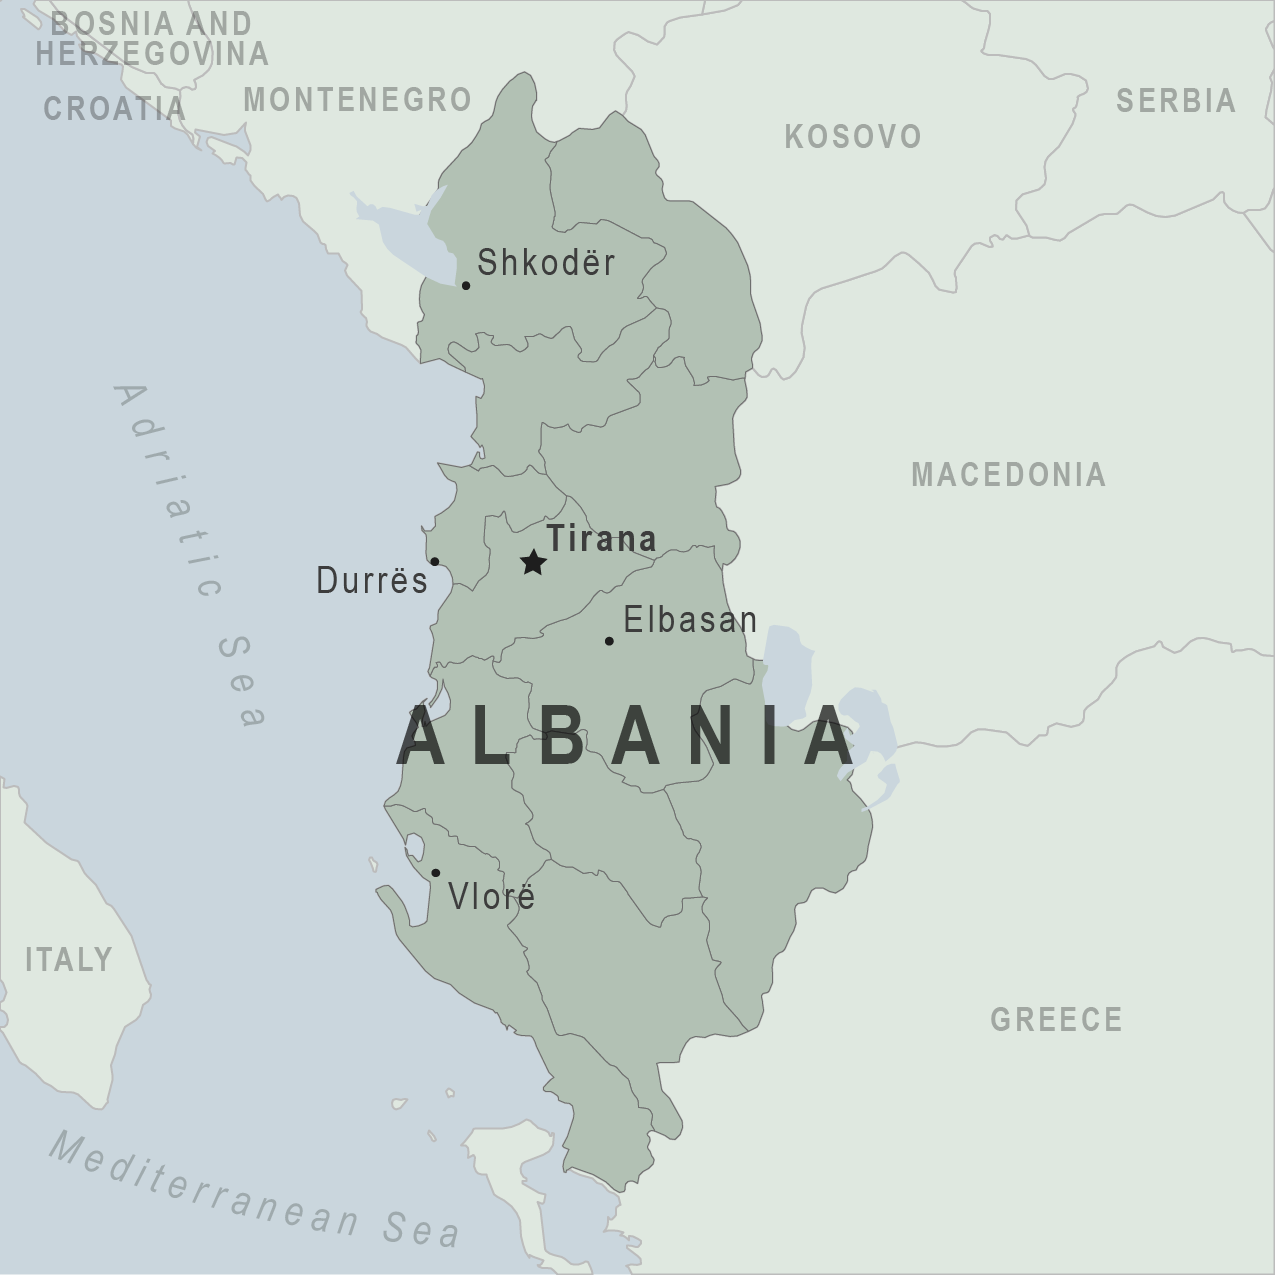 BOSNIA AND
HERZEGOVINA
CROATIA
MONTENEGRO
SERBIA
KOSOVO
Shkodër
Adriatic Sea
MACEDONIA
Tirana
Durrës
Elbasan
ALBANIA
Vlorë
ITALY
GREECE
Mediterranean Sea